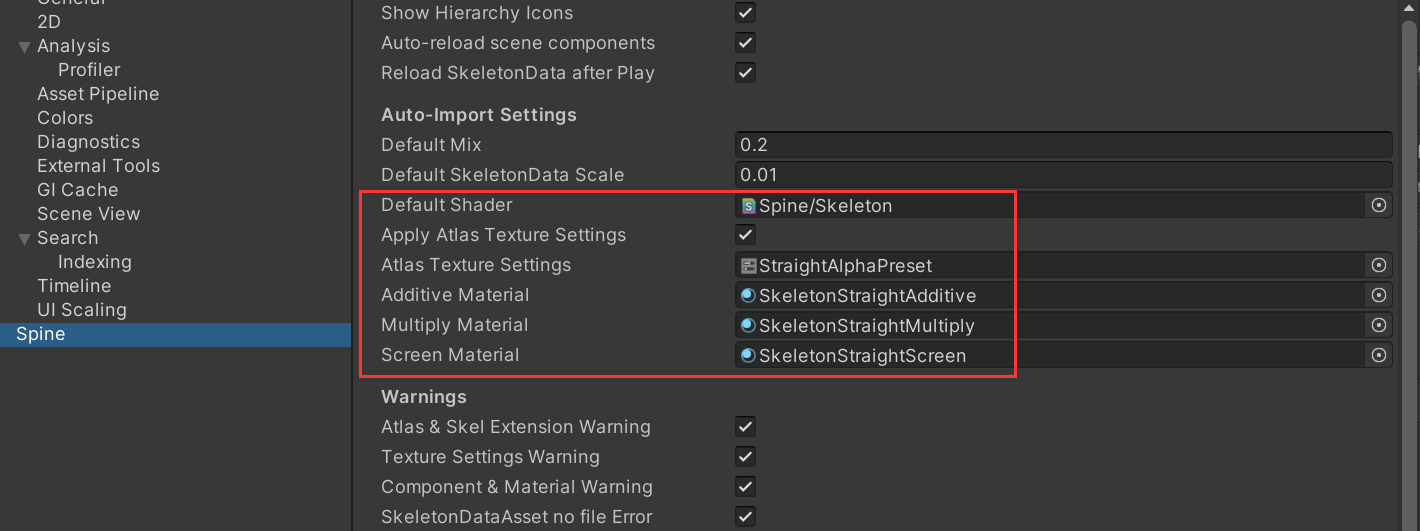 General
2D
Analysis
Profiler
Asset Pipeline
Colors
Diagnostics
External Tools
GI Cache
Scene View
Search
Indexing
Timeline
UI Scaling
Spine
Show Hierarchy Icons
Auto-reload scene components
Reload SkeletonData after Play
Auto-Import Settings
Default Mix 0.2
Default SkeletonData Scale 0.01
Default Shader Spine/Skeleton
Apply Atlas Texture Settings
Atlas Texture Settings StraightAlphaPreset
Additive Material SkeletonStraightAdditive
Multiply Material SkeletonStraightMultiply
Screen Material SkeletonStraightScreen
Warnings
Atlas & Skel Extension Warning
Texture Settings Warning
Component & Material Warning
SkeletonDataAsset no file Error